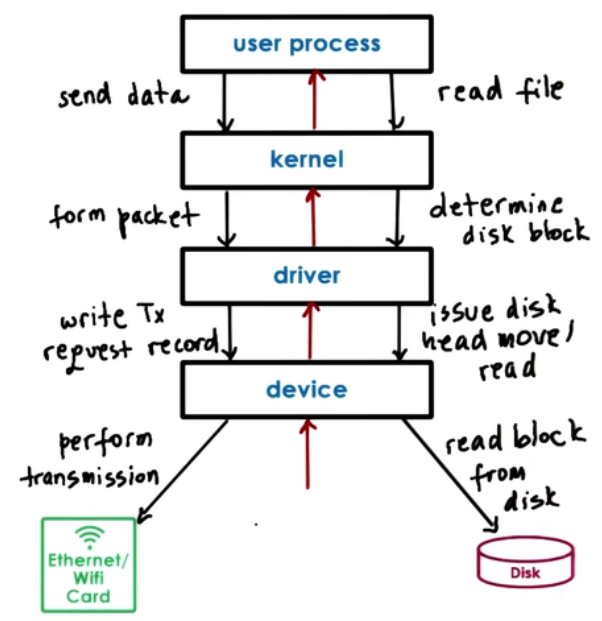 user process
send data
read file
kernel
form packet
determine
disk block
driver
write Tx
request record
issue disk
head move/
read
device
perform
transmission
read block
from
disk
Ethernet/
Wifi
Card
Disk